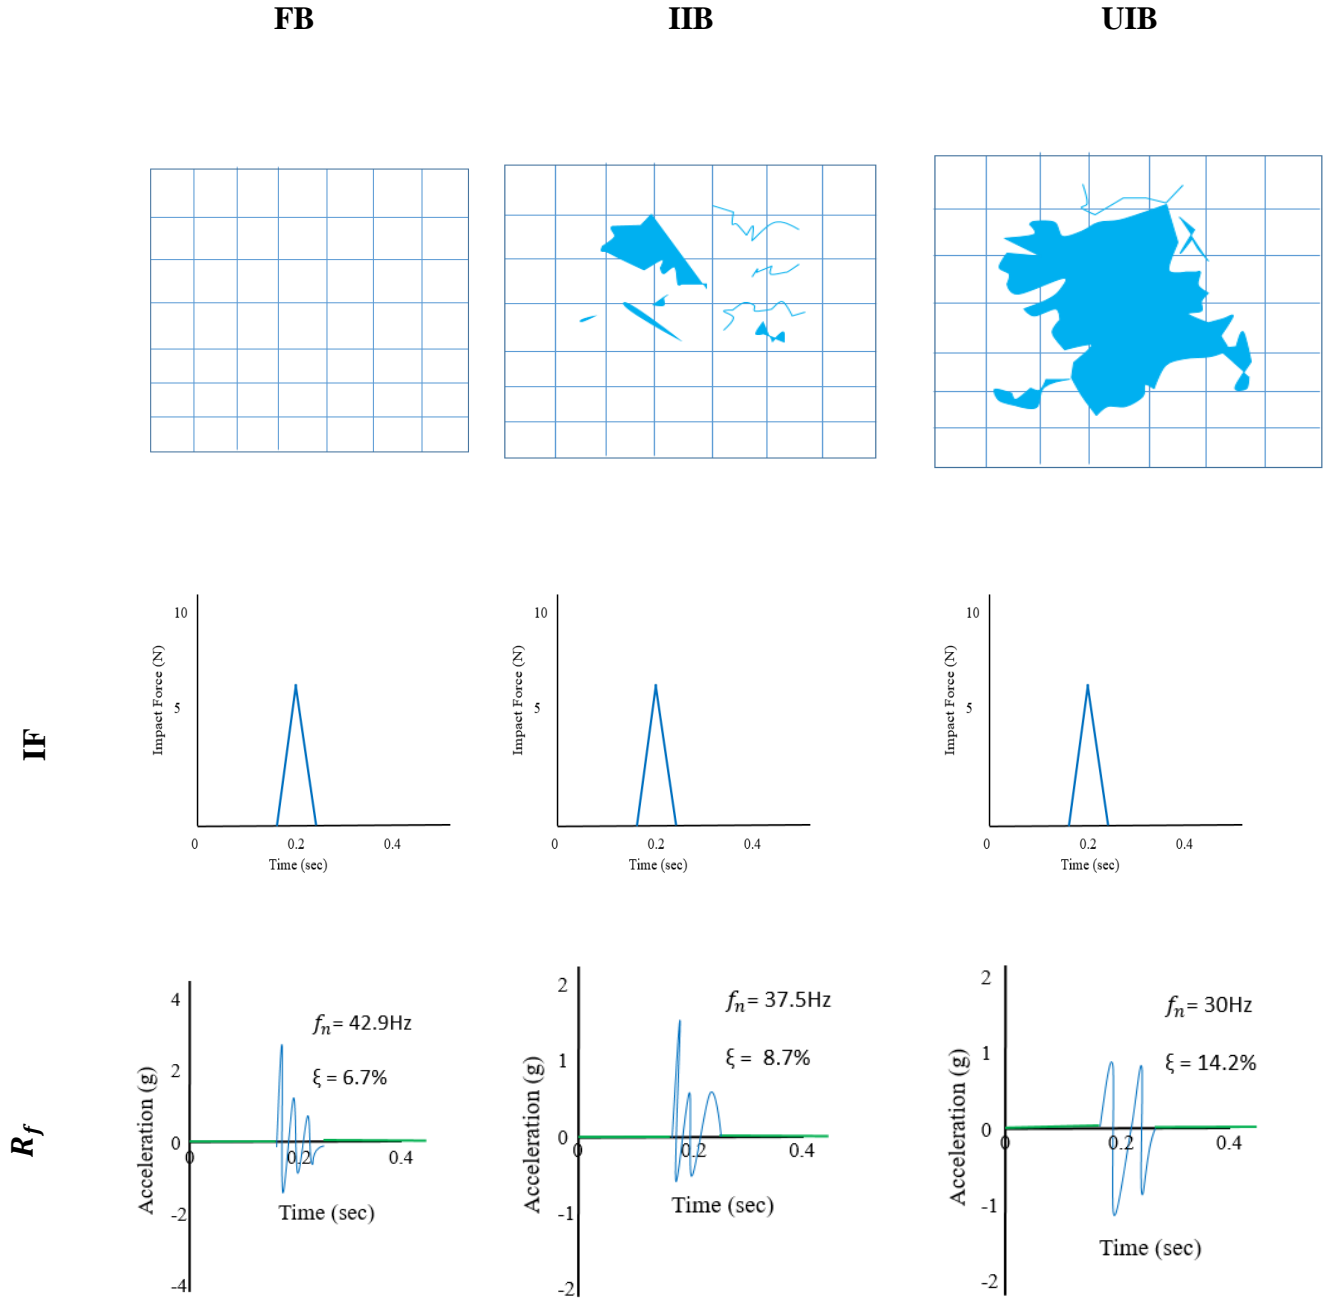 FB
IIB
UIB
IF
10
5
Impact Force (N)
0
0.2
0.4
Time (sec)
10
5
Impact Force (N)
0
0.2
0.4
Time (sec)
10
5
Impact Force (N)
0
0.2
0.4
Time (sec)
R_f
4
2
0
-2
-4
Acceleration (g)
0
0.2
0.4
Time (sec)
f_n= 42.9Hz
ξ = 6.7%
2
1
0
-1
-2
Acceleration (g)
0
0.2
0.4
Time (sec)
f_n= 37.5Hz
ξ = 8.7%
2
1
0
-1
-2
Acceleration (g)
0
0.2
0.4
Time (sec)
f_n= 30Hz
ξ = 14.2%